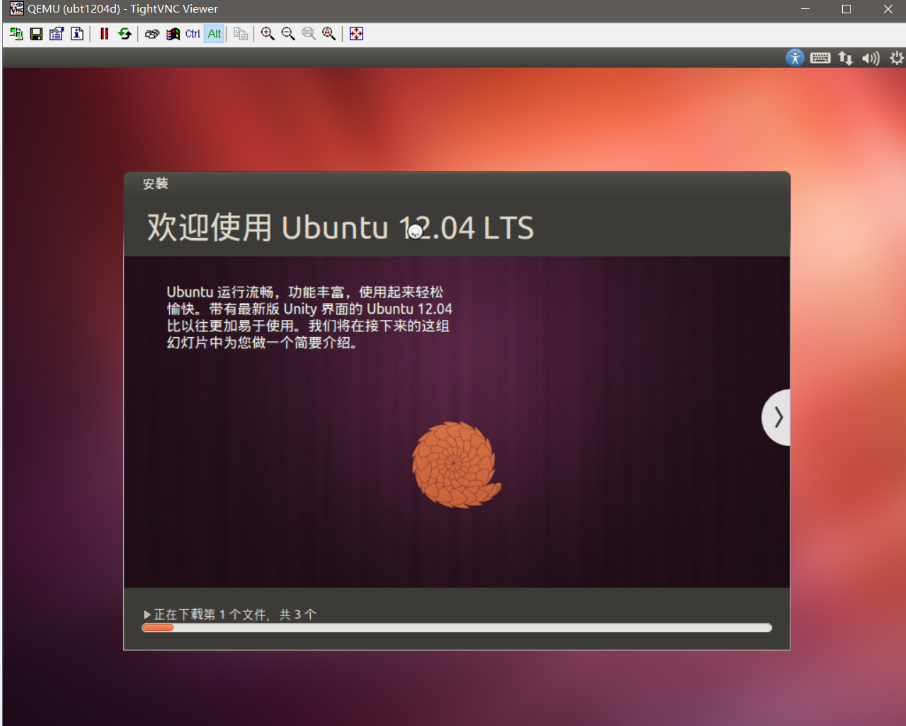 QEMU (ubt1204d) - TightVNC Viewer
Ctrl Alt
安装
欢迎使用 Ubuntu 12.04 LTS
Ubuntu 运行流畅，功能丰富，使用起来轻松
愉快。带有最新版 Unity 界面的 Ubuntu 12.04
比以往更加易于使用。我们将在接下来的这组
幻灯片中为您做一个简要介绍。
正在下载第 1 个文件，共 3 个